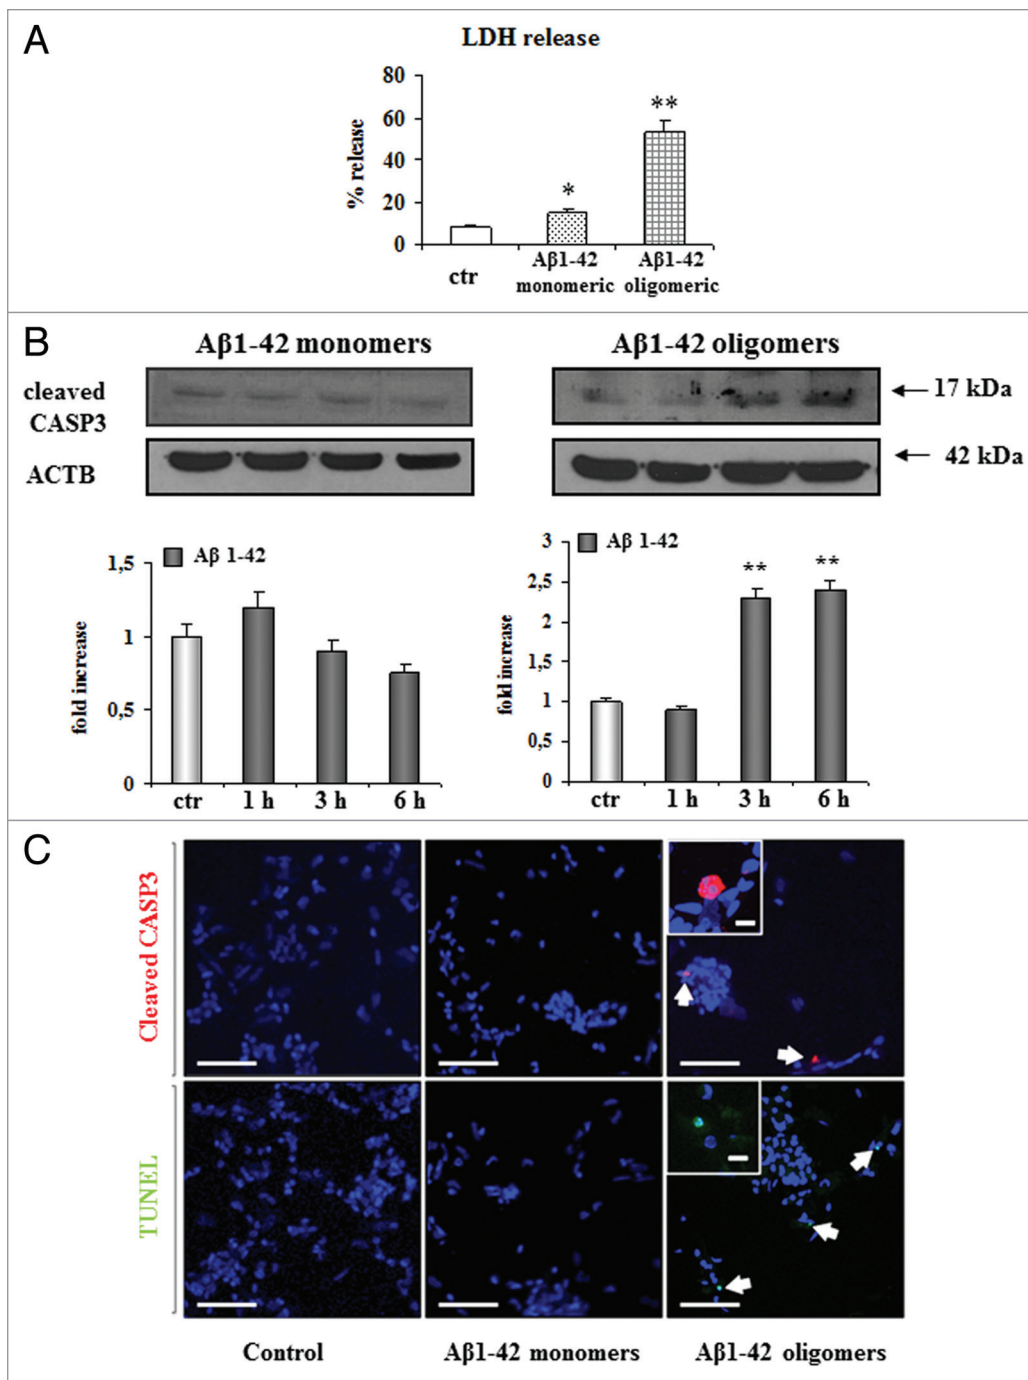 A
LDH release
% release
80
60
40
20
0
*
**
ctr
Aβ1-42
monomeric
Aβ1-42
oligomeric
B
Aβ1-42 monomers
Aβ1-42 oligomers
cleaved
CASP3
17 kDa
ACTB
42 kDa
Aβ 1-42
fold increase
1,5
1
0,5
0
ctr
1 h
3 h
6 h
Aβ 1-42
fold increase
3
2,5
2
1,5
1
0,5
0
**
**
ctr
1 h
3 h
6 h
C
Cleaved CASP3
TUNEL
Control
Aβ1-42 monomers
Aβ1-42 oligomers